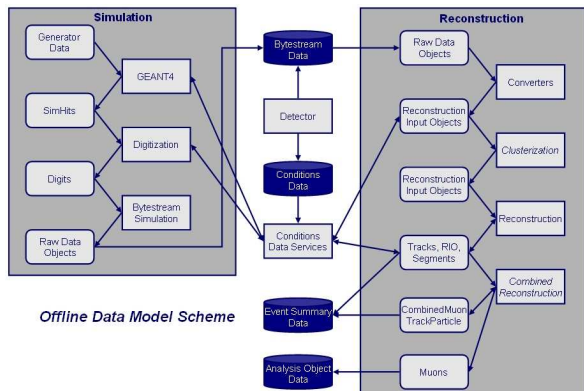 Simulation
Generator
Data
GEANT4
SimHits
Digitization
Digits
Bytestream
Simulation
Raw Data
Objects
Bytestream
Data
Detector
Conditions
Data
Conditions
Data Services
Event Summary
Data
Analysis Object
Data
Reconstruction
Raw Data
Objects
Converters
Reconstruction
Input Objects
Clusterization
Reconstruction
Input Objects
Reconstruction
Tracks, RIO,
Segments
Combined
Reconstruction
CombinedMuon
TrackParticle
Muons
Offline Data Model Scheme